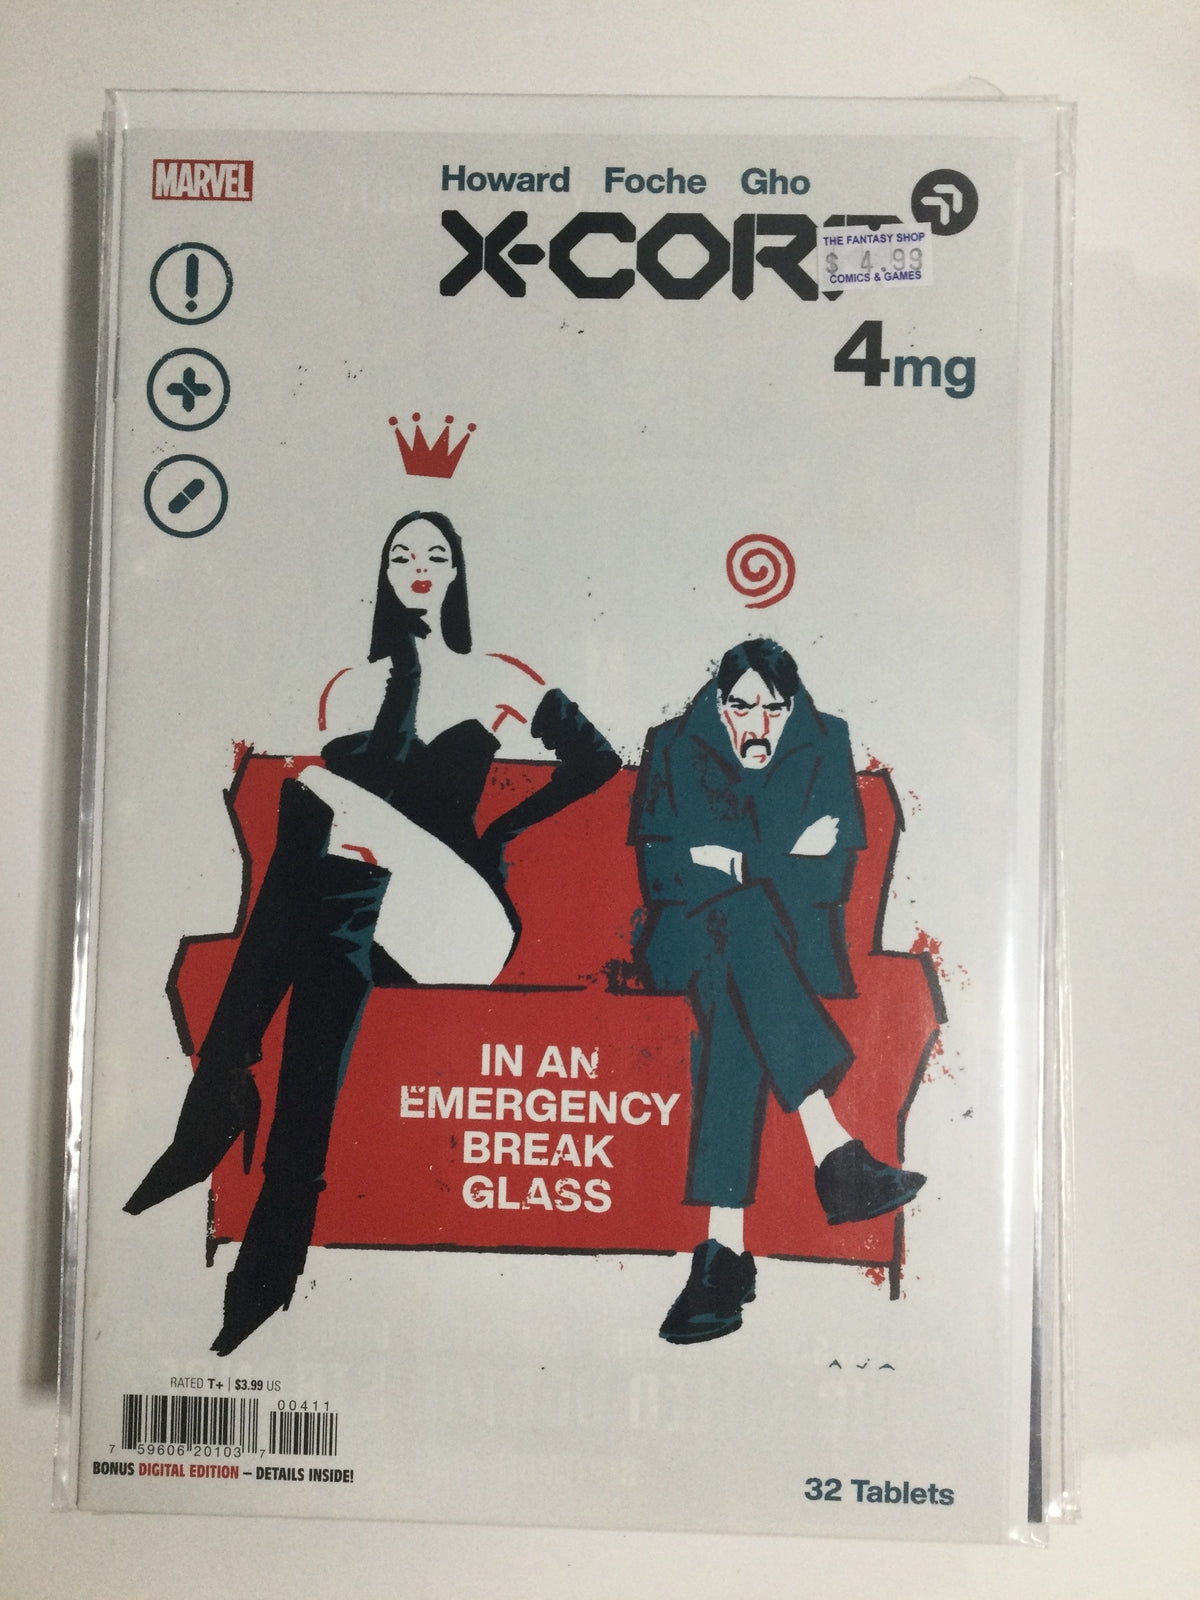 MARVEL
Howard Foche Gho
X-CORP
THE FANTASY SHOP
$ 4.99
COMICS & GAMES
4mg
IN AN
EMERGENCY
BREAK
GLASS
AJA
RATED T+ | $3.99 US
00411
7 59606 20103 7
BONUS DIGITAL EDITION – DETAILS INSIDE!
32 Tablets